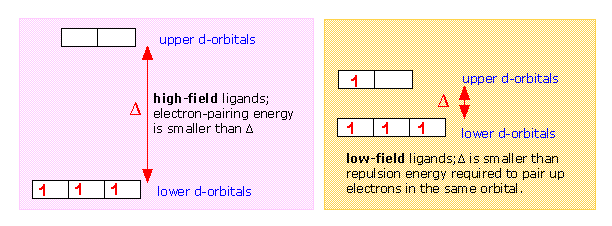 upper d-orbitals
high-field ligands;
electron-pairing energy
is smaller than Δ
Δ
1 1 1
lower d-orbitals
1
upper d-orbitals
Δ
1 1 1
lower d-orbitals
low-field ligands;Δ is smaller than
repulsion energy required to pair up
electrons in the same orbital.